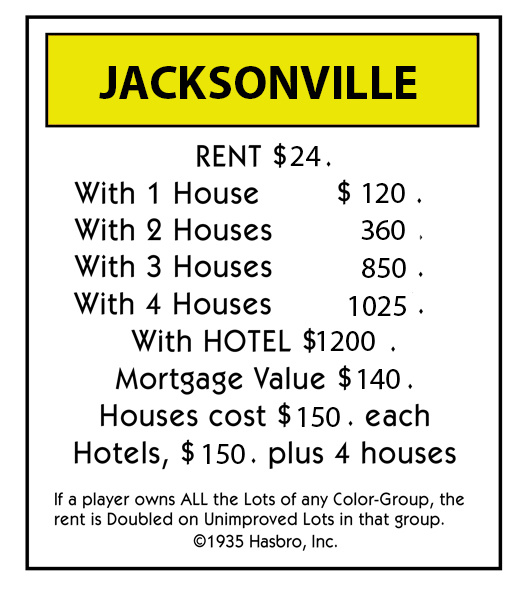 JACKSONVILLE
RENT $24.
With 1 House $ 120 .
With 2 Houses 360 .
With 3 Houses 850 .
With 4 Houses 1025 .
With HOTEL $1200 .
Mortgage Value $140.
Houses cost $150. each
Hotels, $150. plus 4 houses
If a player owns ALL the Lots of any Color-Group, the
rent is Doubled on Unimproved Lots in that group.
©1935 Hasbro, Inc.